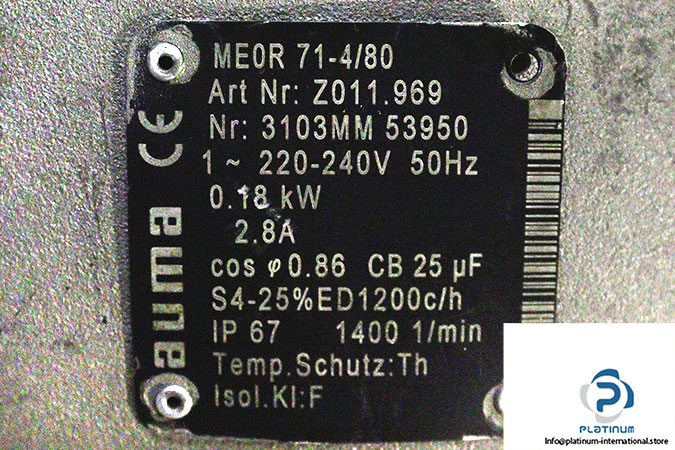 ME0R 71-4/80
Art Nr: Z011.969
Nr: 3103MM 53950
1~ 220-240V 50Hz
0.18 kW
2.8A
cos φ 0.86 CB 25 µF
S4-25%ED1200c/h
IP 67 1400 1/min
Temp.Schutz:Th
Isol.Kl:F
CE
auma
PLATINUM
Info@platinum-international.store